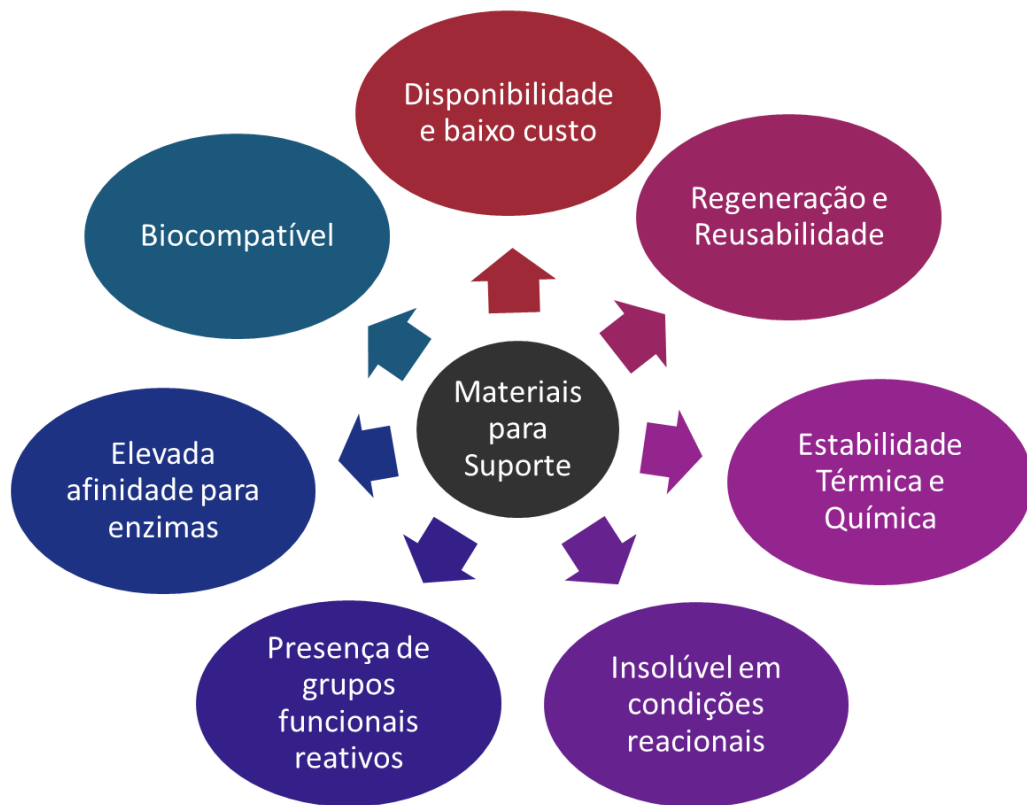 Disponibilidade
e baixo custo
Regeneração e
Reusabilidade
Estabilidade
Térmica e
Química
Insolúvel em
condições
reacionais
Presença de
grupos
funcionais
reativos
Elevada
afinidade para
enzimas
Biocompatível
Materiais
para
Suporte